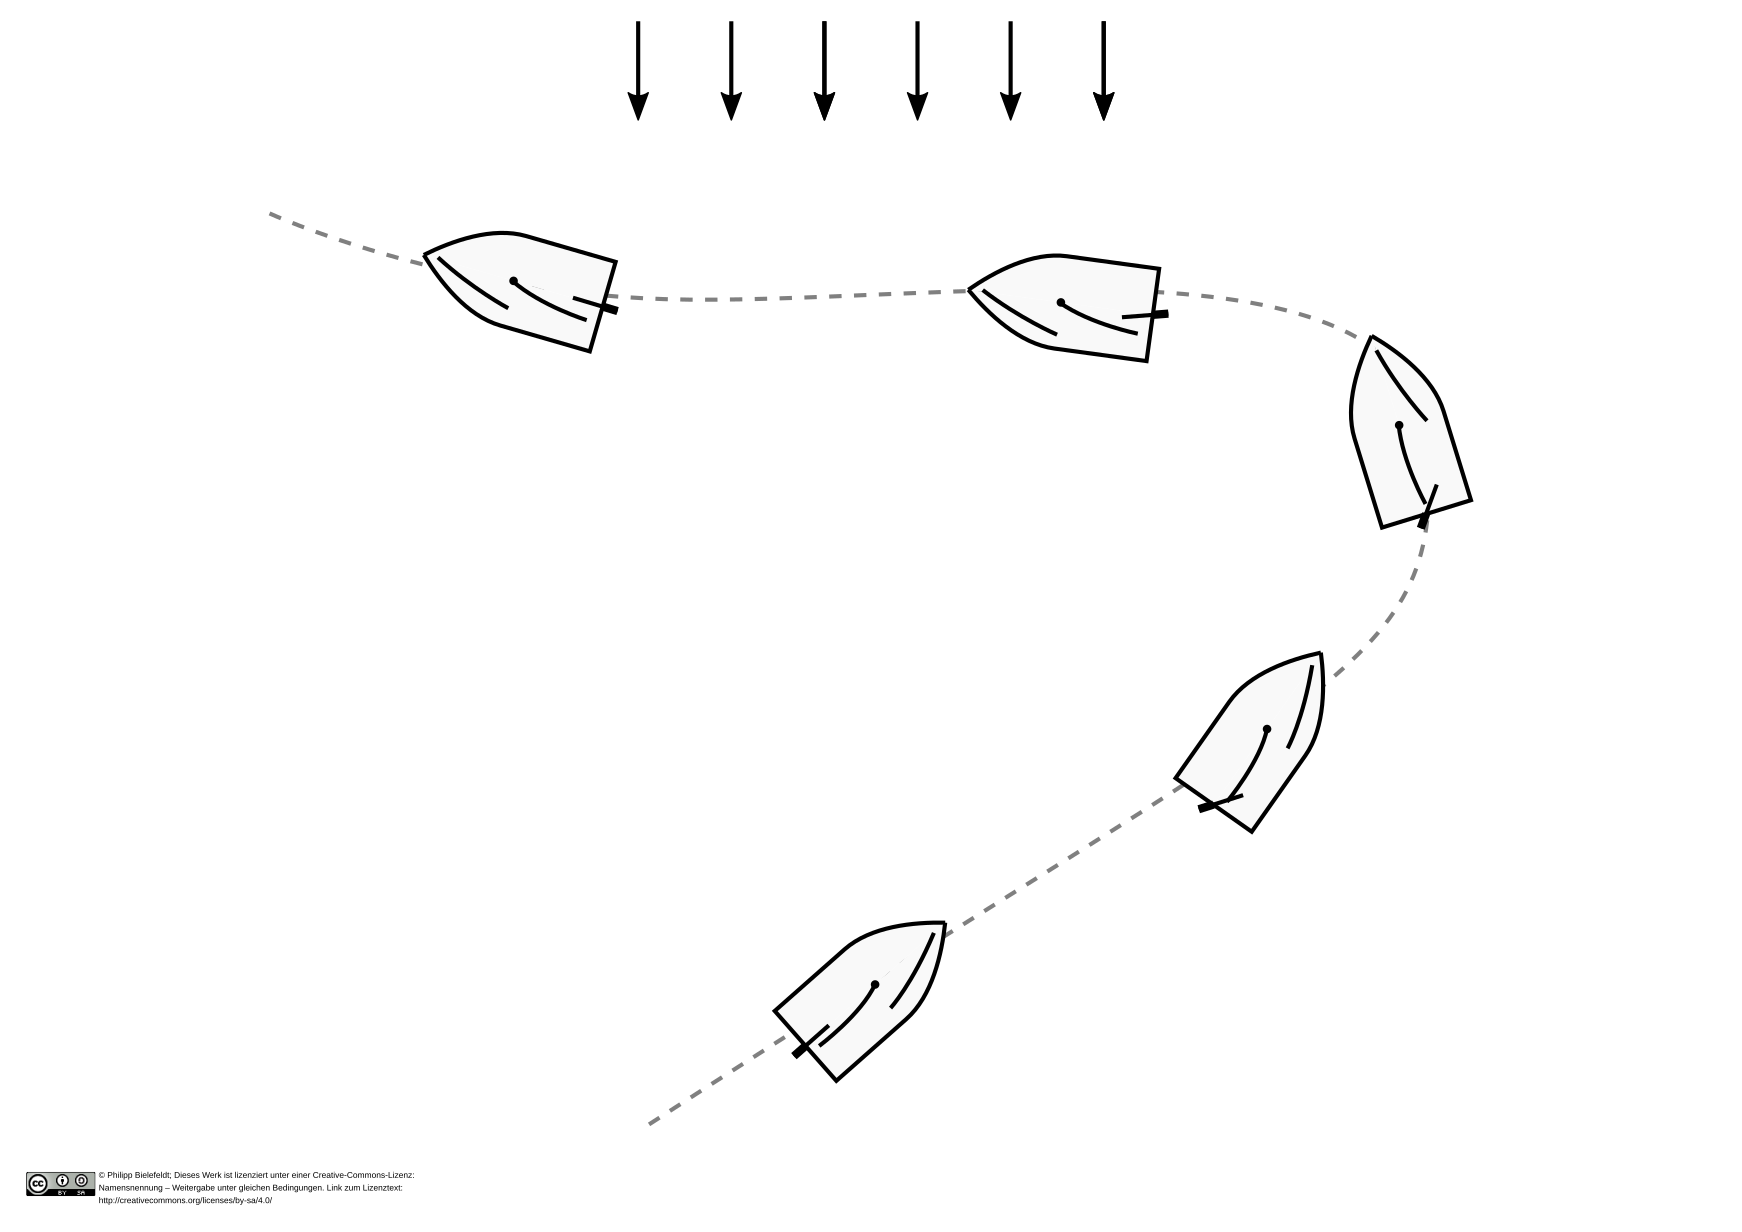 cc
BY SA
© Philipp Bielefeldt; Dieses Werk ist lizenziert unter einer Creative-Commons-Lizenz:
Namensnennung – Weitergabe unter gleichen Bedingungen. Link zum Lizenztext:
http://creativecommons.org/licenses/by-sa/4.0/